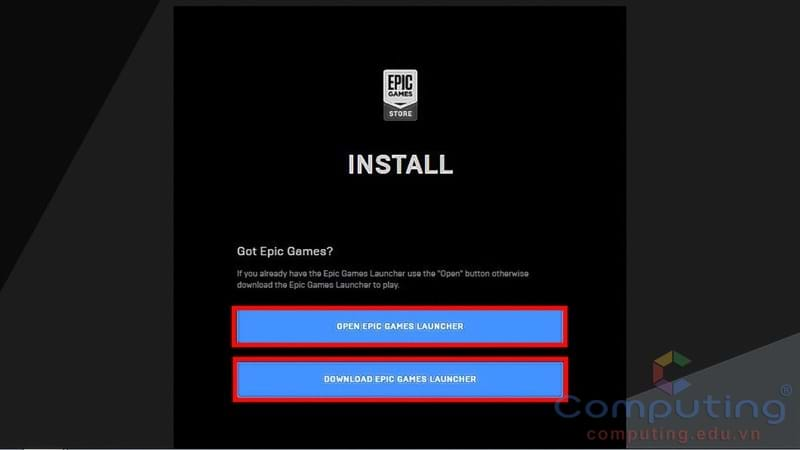 EPIC
GAMES
STORE
INSTALL
Got Epic Games?
If you already have the Epic Games Launcher use the "Open" button otherwise
download the Epic Games Launcher to play.
OPEN EPIC GAMES LAUNCHER
DOWNLOAD EPIC GAMES LAUNCHER
Computing®
computing.edu.vn